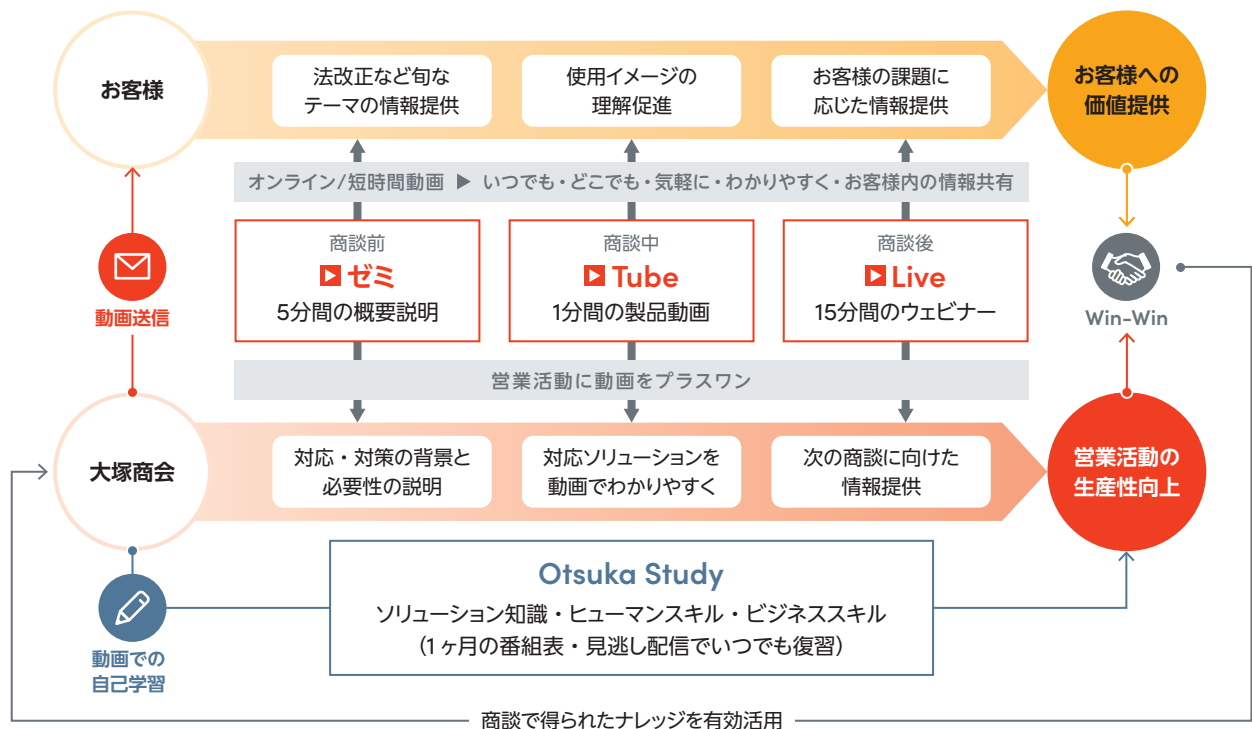 お客様
法改正など旬な
テーマの情報提供
使用イメージの
理解促進
お客様の課題に
応じた情報提供
お客様への
価値提供
オンライン/短時間動画 ▶ いつでも・どこでも・気軽に・わかりやすく・お客様内の情報共有
動画送信
商談前
ゼミ
5分間の概要説明
商談中
Tube
1分間の製品動画
商談後
Live
15分間のウェビナー
Win-Win
営業活動に動画をプラスワン
大塚商会
対応・対策の背景と
必要性の説明
対応ソリューションを
動画でわかりやすく
次の商談に向けた
情報提供
営業活動の
生産性向上
動画での
自己学習
Otsuka Study
ソリューション知識・ヒューマンスキル・ビジネススキル
(1ヶ月の番組表・見逃し配信でいつでも復習)
商談で得られたナレッジを有効活用